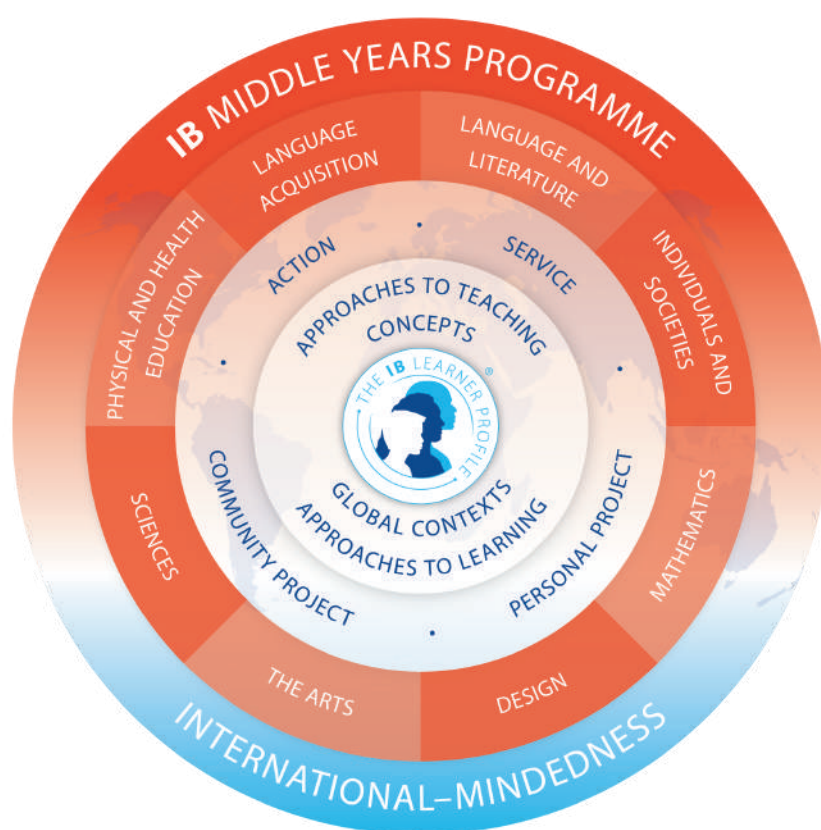 IB MIDDLE YEARS PROGRAMME
LANGUAGE
ACQUISITION
LANGUAGE AND
LITERATURE
PHYSICAL AND HEALTH
EDUCATION
INDIVIDUALS AND
SOCIETIES
SCIENCES
MATHEMATICS
THE ARTS
DESIGN
ACTION
SERVICE
COMMUNITY PROJECT
PERSONAL PROJECT
APPROACHES TO TEACHING
CONCEPTS
THE IB LEARNER PROFILE
®
GLOBAL CONTEXTS
APPROACHES TO LEARNING
INTERNATIONAL–MINDEDNESS